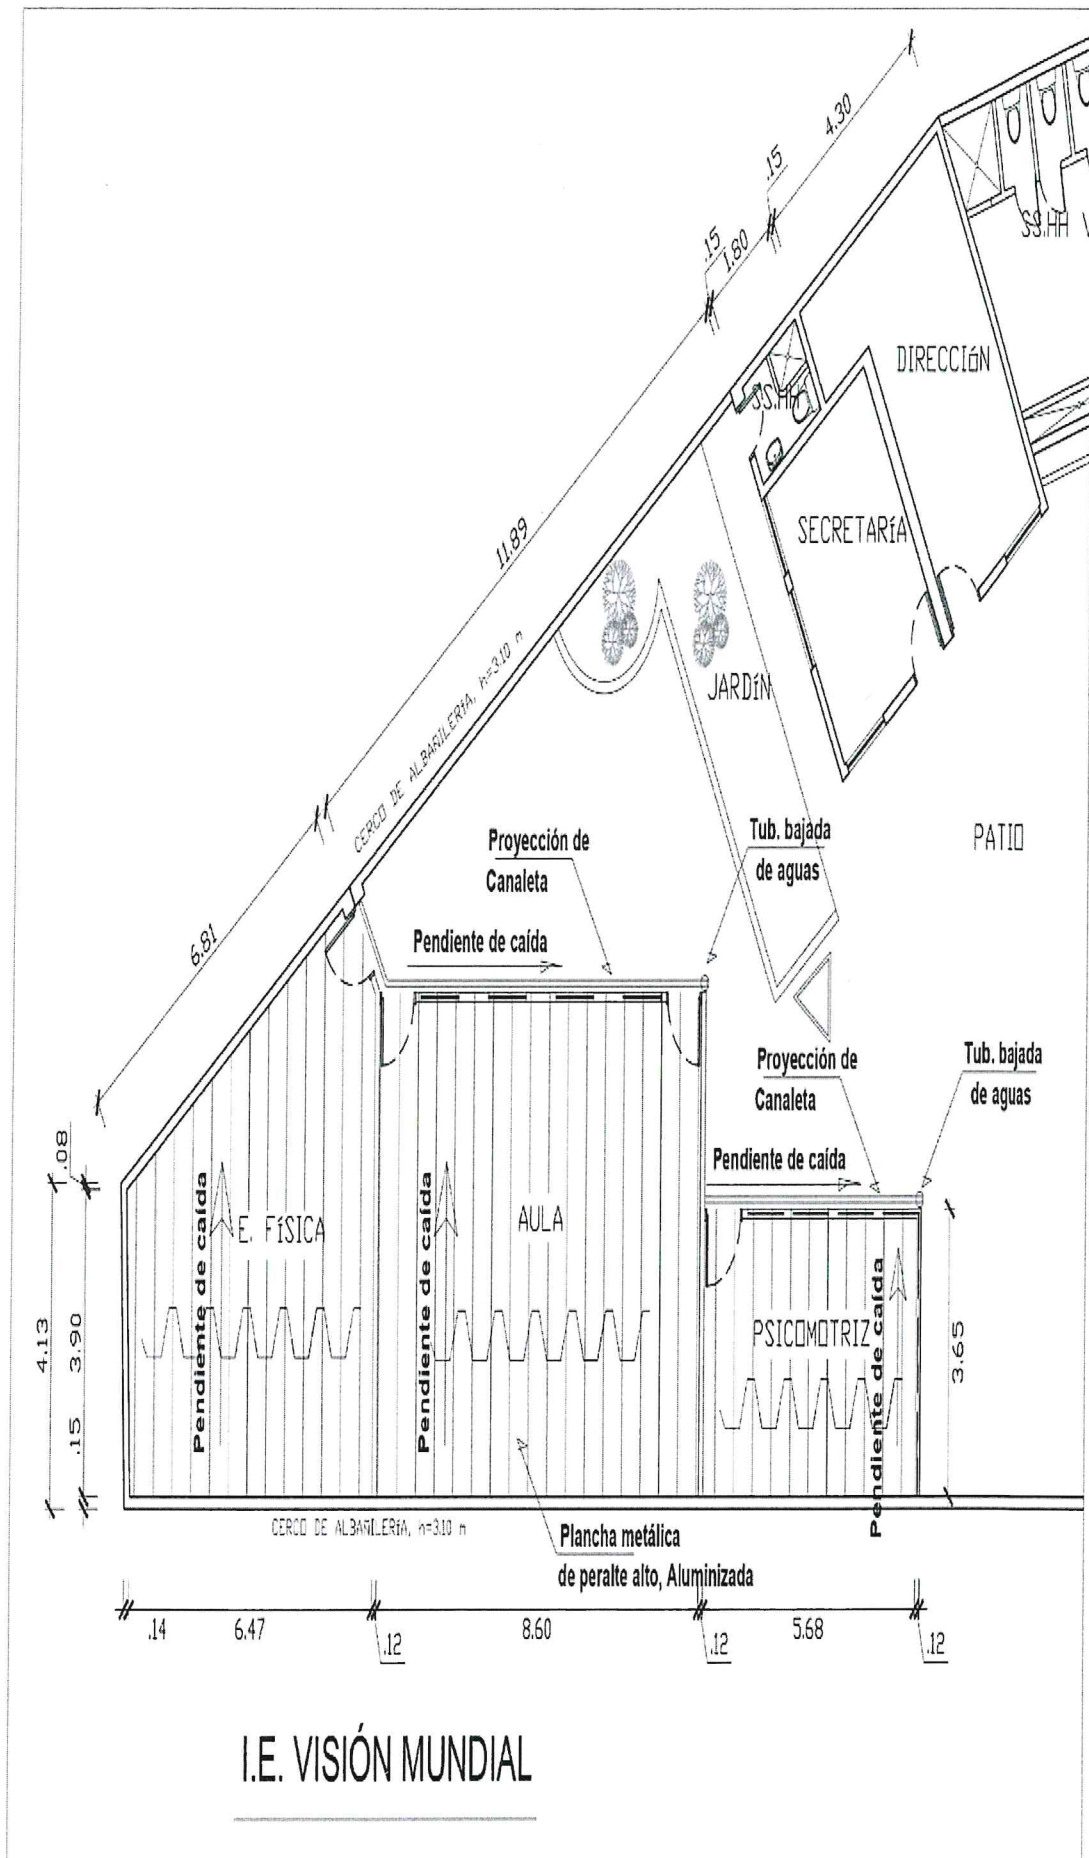 4.30
.15
.15
1.80
SS.HH
DIRECCIóN
SS.HH
SECRETARíA
11.89
JARDíN
CERCO DE ALBAÑILERíA, h=3.10 m
PATIO
Proyección de
Canaleta
Tub. bajada
de aguas
6.81
Pendiente de caída
Proyección de
Canaleta
Tub. bajada
de aguas
Pendiente de caída
.08
4.13
3.90
.15
Pendiente de caída
E. FíSICA
Pendiente de caída
AULA
PSICOMOTRIZ
Pendiente de caída
3.65
CERCO DE ALBAÑILERíA, h=3.10 m
Plancha metálica
de peralte alto, Aluminizada
.14
6.47
.12
8.60
.12
5.68
.12
I.E. VISIÓN MUNDIAL